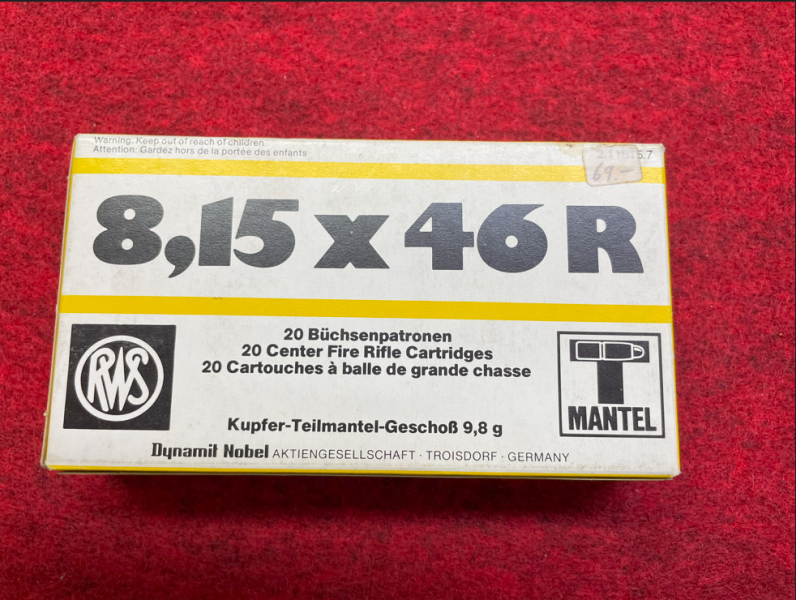 Warning: Keep out of reach of children.
Attention: Gardez hors de la portée des enfants
69.-
8,15 x 46 R
RWS
20 Büchsenpatronen
20 Center Fire Rifle Cartridges
20 Cartouches à balle de grande chasse
Kupfer-Teilmantel-Geschoß 9,8 g
T
MANTEL
Dynamit Nobel AKTIENGESELLSCHAFT · TROISDORF · GERMANY